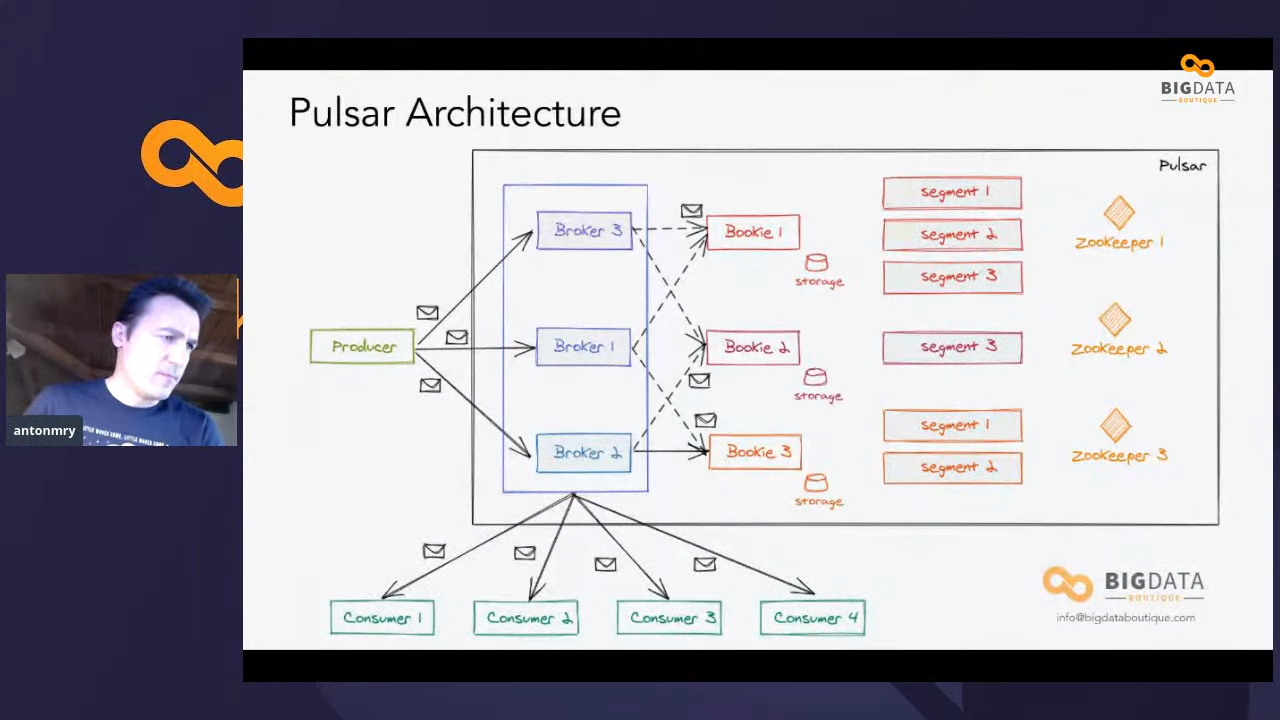 BIGDATA
BOUTIQUE
Pulsar Architecture
Pulsar
Broker 3
Bookie 1
storage
segment 1
segment 2
segment 3
Zookeeper 1
Producer
Broker 1
Bookie 2
storage
segment 3
Zookeeper 2
Broker 2
Bookie 3
storage
segment 1
segment 2
Zookeeper 3
antonmry
Consumer 1
Consumer 2
Consumer 3
Consumer 4
BIGDATA
BOUTIQUE
info@bigdataboutique.com